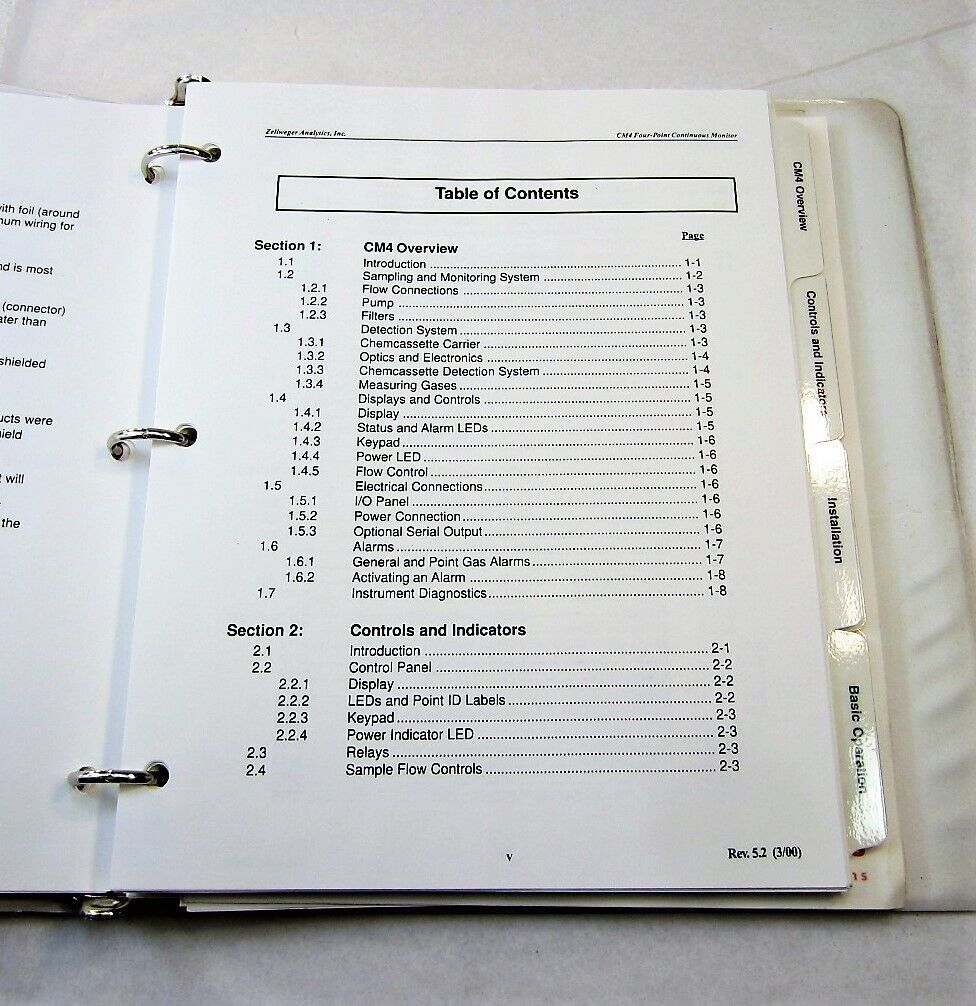 ith foil (around
num wiring for
nd is most
(connector)
ater than
shielded
ucts were
ield
t will
the
Zellweger Analytics, Inc. CM4 Four-Point Continuous Monitor
Table of Contents
Page
Section 1: CM4 Overview
1.1 Introduction 1-1
1.2 Sampling and Monitoring System 1-2
1.2.1 Flow Connections 1-3
1.2.2 Pump 1-3
1.2.3 Filters 1-3
1.3 Detection System 1-3
1.3.1 Chemcassette Carrier 1-3
1.3.2 Optics and Electronics 1-4
1.3.3 Chemcassette Detection System 1-4
1.3.4 Measuring Gases 1-5
1.4 Displays and Controls 1-5
1.4.1 Display 1-5
1.4.2 Status and Alarm LEDs 1-5
1.4.3 Keypad 1-6
1.4.4 Power LED 1-6
1.4.5 Flow Control 1-6
1.5 Electrical Connections 1-6
1.5.1 I/O Panel 1-6
1.5.2 Power Connection 1-6
1.5.3 Optional Serial Output 1-6
1.6 Alarms 1-7
1.6.1 General and Point Gas Alarms 1-7
1.6.2 Activating an Alarm 1-8
1.7 Instrument Diagnostics 1-8
Section 2: Controls and Indicators
2.1 Introduction 2-1
2.2 Control Panel 2-2
2.2.1 Display 2-2
2.2.2 LEDs and Point ID Labels 2-2
2.2.3 Keypad 2-3
2.2.4 Power Indicator LED 2-3
2.3 Relays 2-3
2.4 Sample Flow Controls 2-3
v
Rev. 5.2 (3/00)
CM4 Overview
Controls and Indicators
Installation
Basic Operation